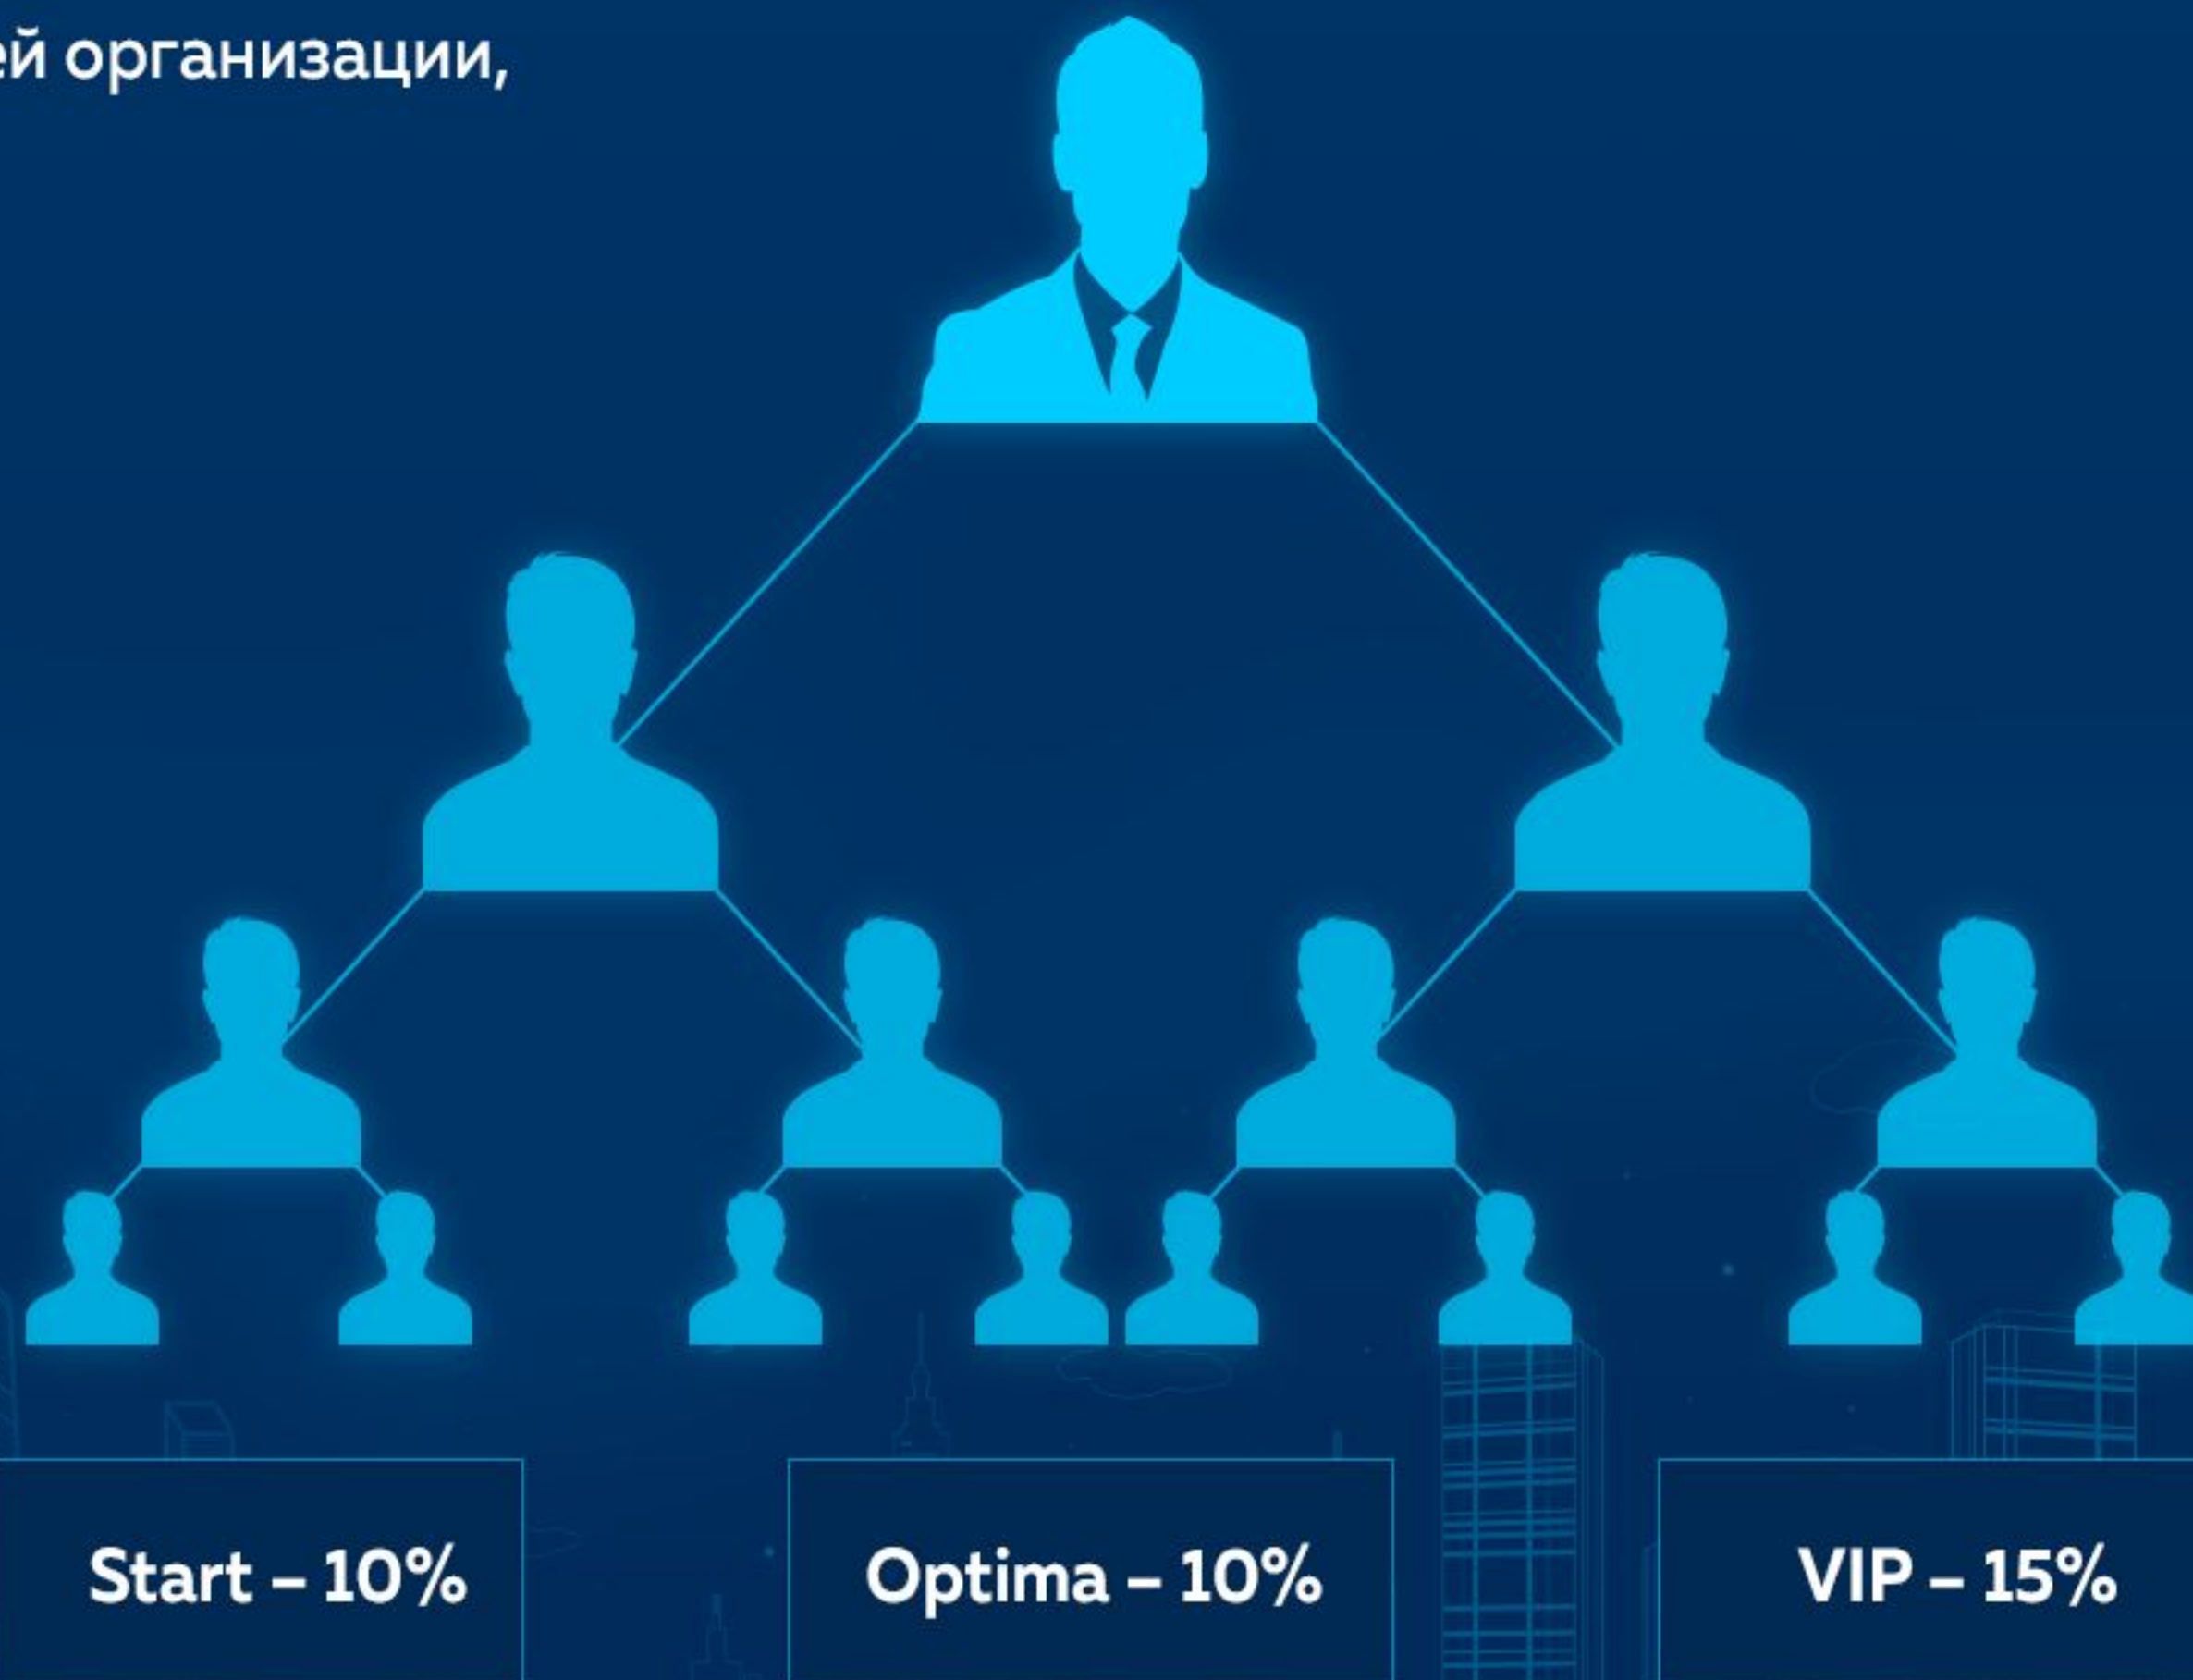 ей организации,
Start – 10%
Optima – 10%
VIP – 15%